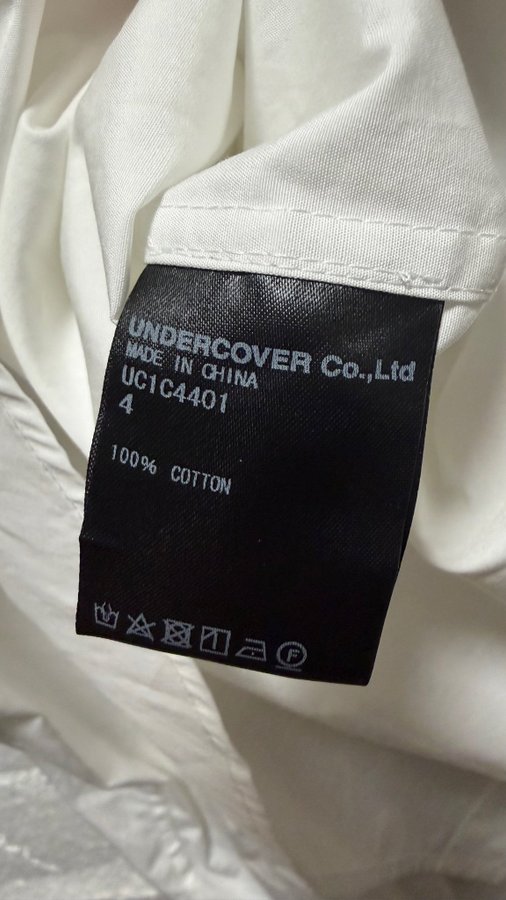 UNDERCOVER Co.,Ltd
MADE IN CHINA
UC1C4401
4
100% COTTON
F